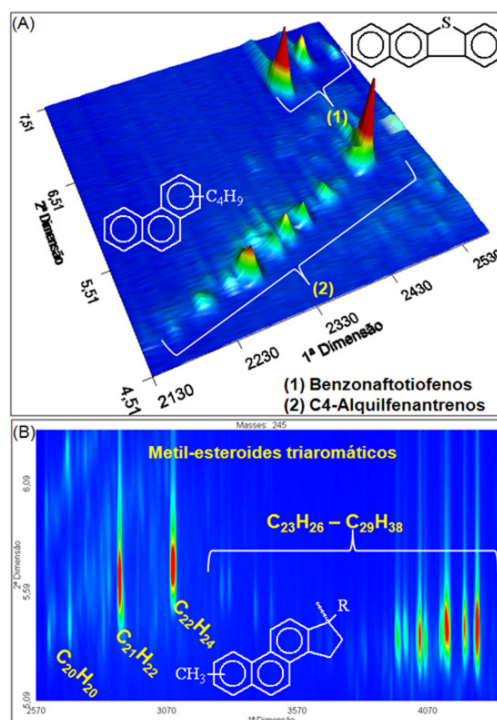 (A)
S
7,51
6,51
5,51
4,51
2ª Dimensão
(1)
C₄H₉
(2)
2130
2230
2330
2430
2530
1ª Dimensão
(1) Benzonaftotiofenos
(2) C4-Alquilfenantrenos
(B)
Masses: 245
Metil-esteroides triaromáticos
C₂₃H₂₆ – C₂₉H₃₈
6,09
5,59
5,09
2ª Dimensão
C₂₀H₂₀
C₂₁H₂₂
C₂₂H₂₄
R
CH₃
2570
3070
3570
4070
1ª Dimensão